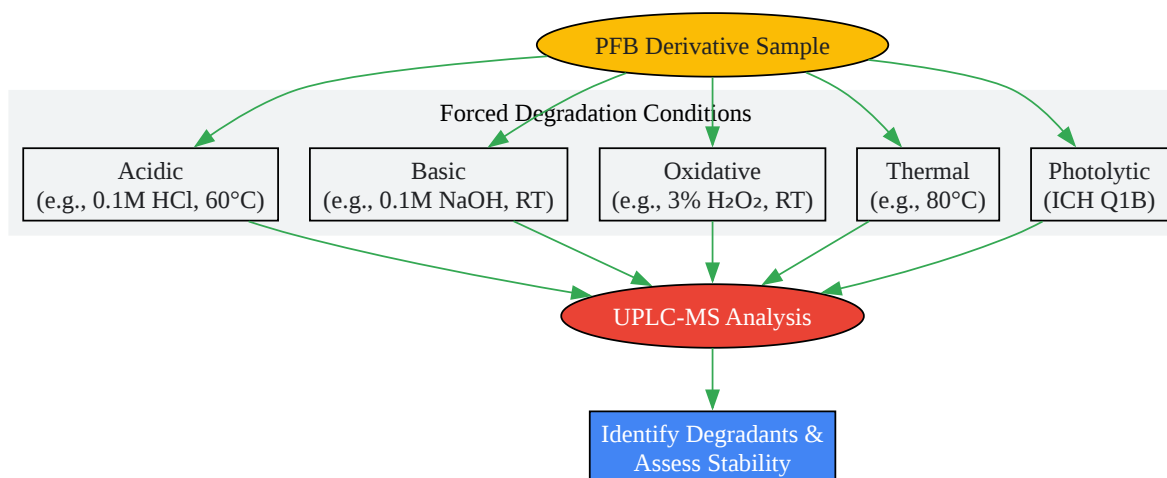 PFB Derivative Sample
Forced Degradation Conditions
Acidic
(e.g., 0.1M HCl, 60°C)
Basic
(e.g., 0.1M NaOH, RT)
Oxidative
(e.g., 3% H₂O₂, RT)
Thermal
(e.g., 80°C)
Photolytic
(ICH Q1B)
UPLC-MS Analysis
Identify Degradants &
Assess Stability